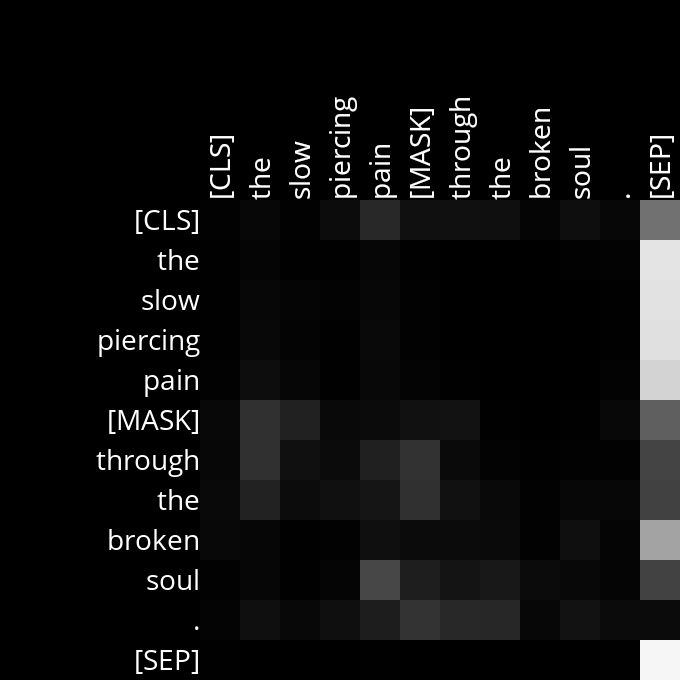 [CLS]
the
slow
piercing
pain
[MASK]
through
the
broken
soul
.
[SEP]
[CLS]
the
slow
piercing
pain
[MASK]
through
the
broken
soul
.
[SEP]